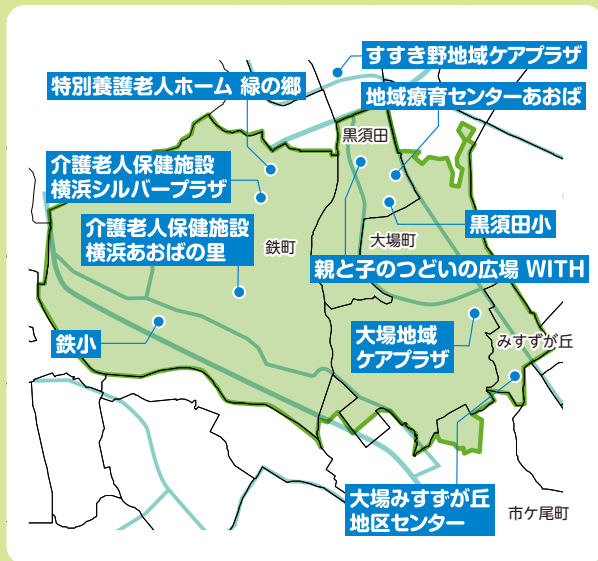 すすき野地域ケアプラザ
特別養護老人ホーム 緑の郷
地域療育センターあおば
黒須田
介護老人保健施設
横浜シルバープラザ
介護老人保健施設
横浜あおばの里
鉄町
大場町
黒須田小
親と子のつどいの広場 WITH
鉄小
大場地域
ケアプラザ
みすずが丘
大場みすずが丘
地区センター
市ケ尾町